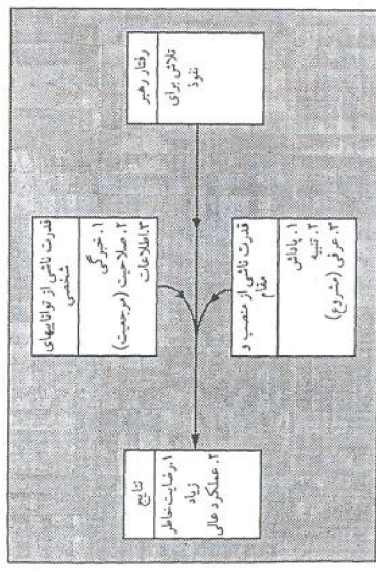 رفتار رهبر
تلاش برای
نفوذ
قدرت ناشی از تواناییهای
شخصی
۱. خبرگی
۲. صلاحیت (مرجعیت)
۳. اطلاعات
قدرت ناشی از منصب و
مقام
۱. پاداش
۲. تنبیه
۳. عرفی (مشروع)
نتایج
۱. رضایت خاطر
زیاد
۲. عملکرد عالی